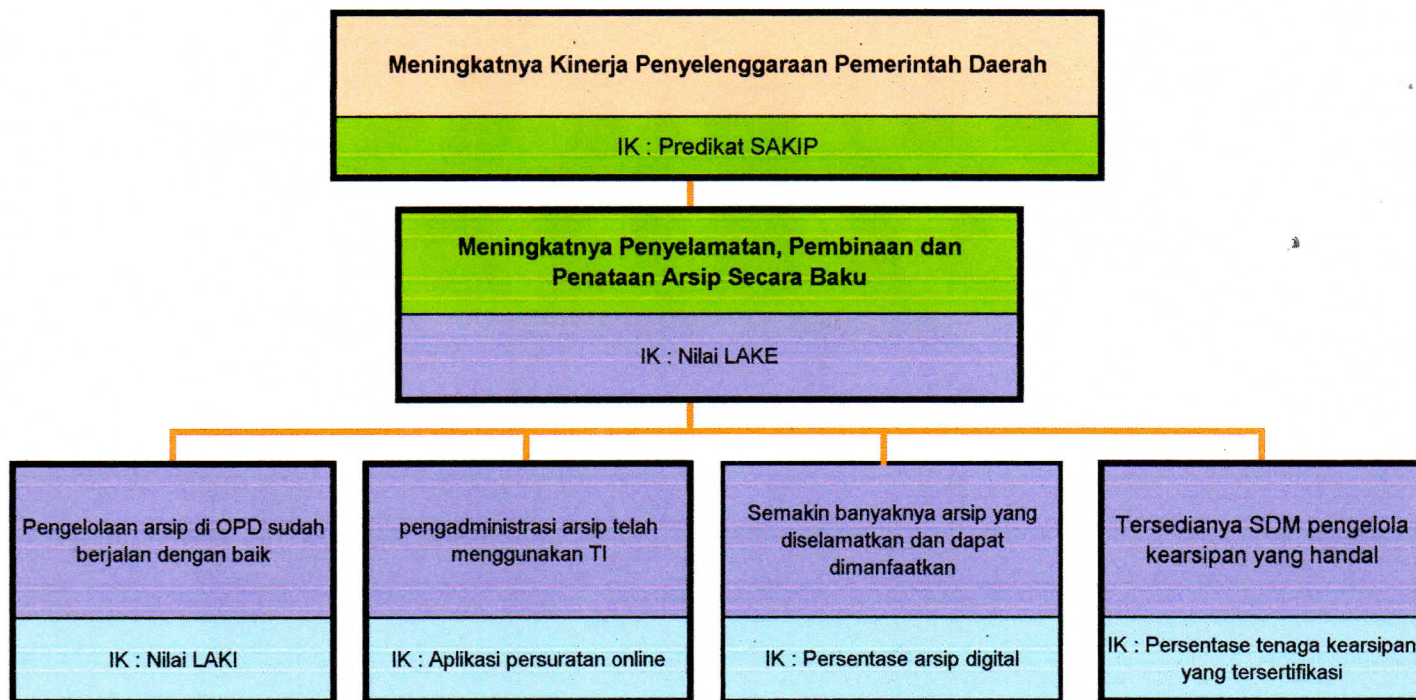 Meningkatnya Kinerja Penyelenggaraan Pemerintah Daerah
IK : Predikat SAKIP
Meningkatnya Penyelamatan, Pembinaan dan
Penataan Arsip Secara Baku
IK : Nilai LAKE
Pengelolaan arsip di OPD sudah
berjalan dengan baik
IK : Nilai LAKI
pengadministrasi arsip telah
menggunakan TI
IK : Aplikasi persuratan online
Semakin banyaknya arsip yang
diselamatkan dan dapat
dimanfaatkan
IK : Persentase arsip digital
Tersedianya SDM pengelola
kearsipan yang handal
IK : Persentase tenaga kearsipan
yang tersertifikasi